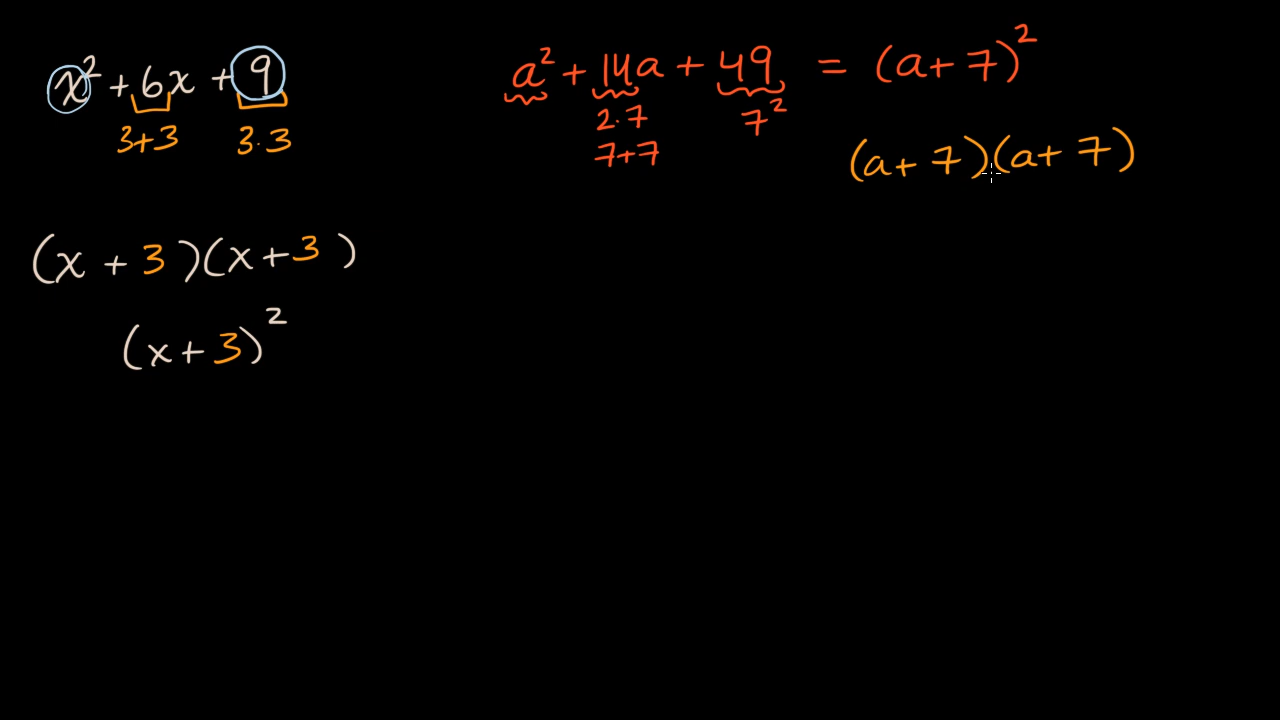 x² + 6x + 9
3+3 3·3
(x + 3)(x + 3)
(x + 3)²
a² + 14a + 49 = (a + 7)²
2·7 7²
7+7
(a + 7)(a + 7)